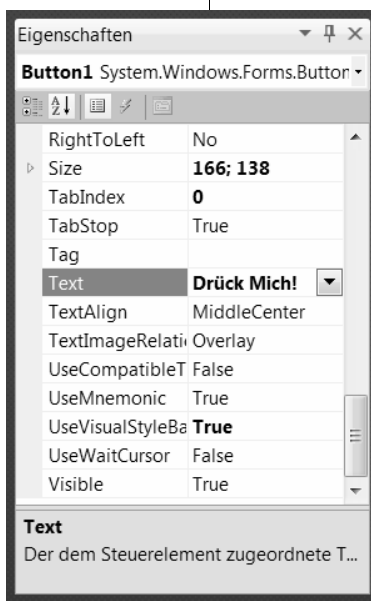 Eigenschaften
Button1 System.Windows.Forms.Button
RightToLeft No
Size 166; 138
TabIndex 0
TabStop True
Tag
Text Drück Mich!
TextAlign MiddleCenter
TextImageRelati Overlay
UseCompatibleT False
UseMnemonic True
UseVisualStyleBa True
UseWaitCursor False
Visible True
Text
Der dem Steuerelement zugeordnete T...